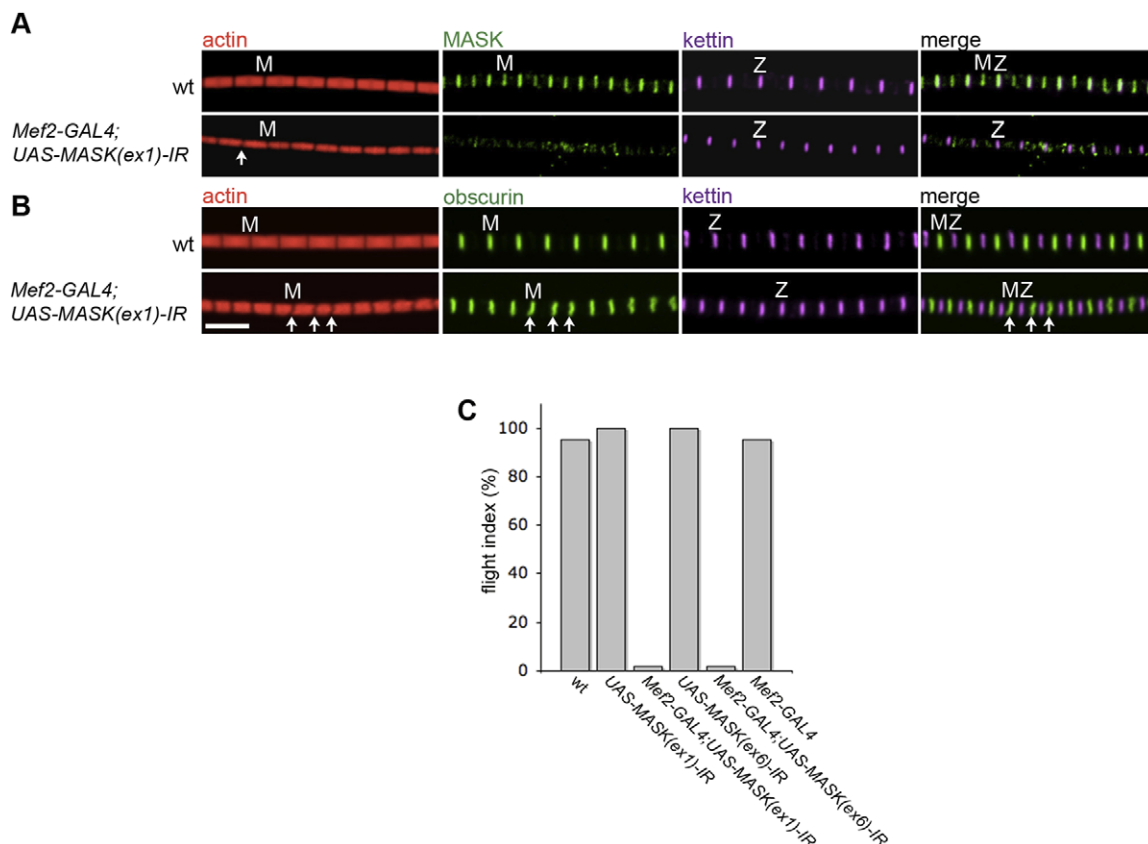 A
actin MASK kettin merge
wt M M Z MZ
Mef2-GAL4;
UAS-MASK(ex1)-IR M Z Z
B
actin obscurin kettin merge
wt M M Z MZ
Mef2-GAL4;
UAS-MASK(ex1)-IR M M Z MZ
C
flight index (%)
100
80
60
40
20
0
wt
UAS-MASK(ex1)-IR
Mef2-GAL4;UAS-MASK(ex1)-IR
UAS-MASK(ex6)-IR
Mef2-GAL4;UAS-MASK(ex6)-IR
Mef2-GAL4